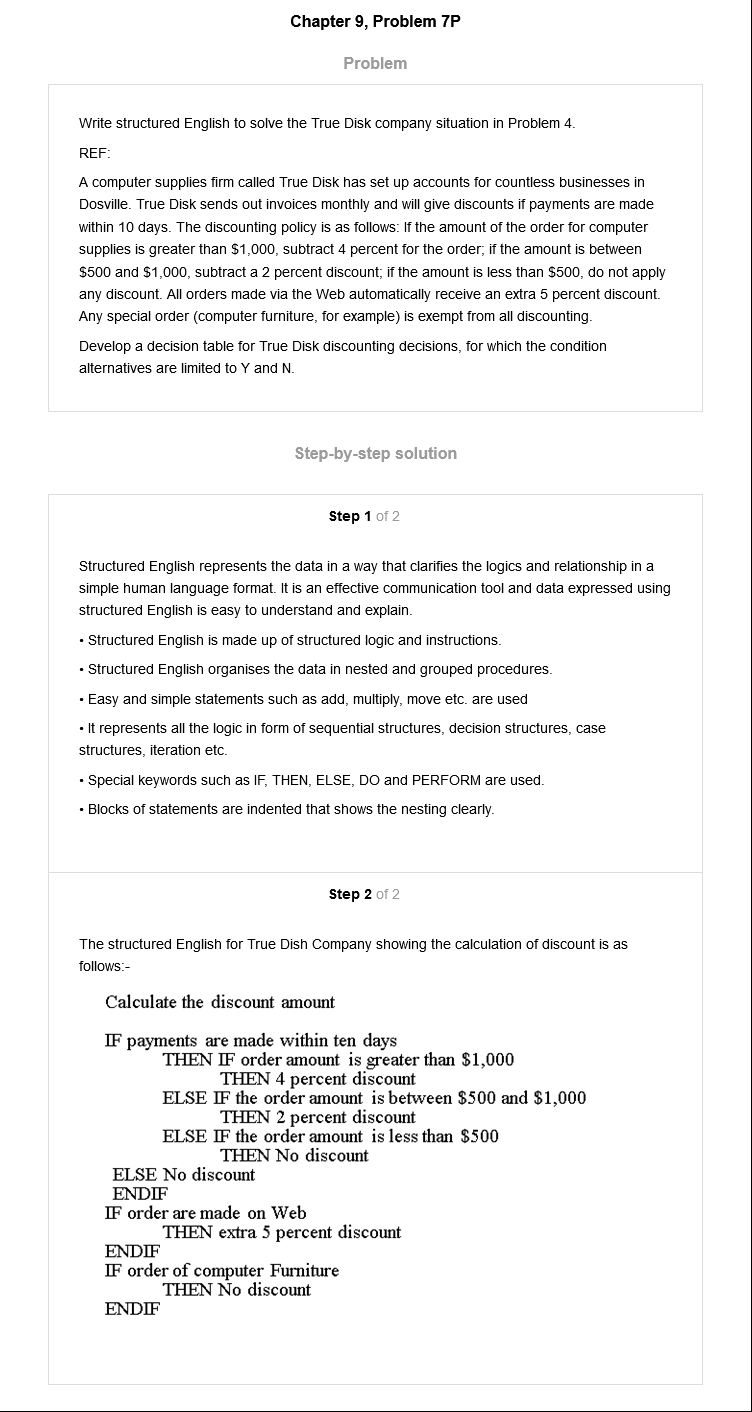 Chapter 9, Problem 7P
Problem
Write structured English to solve the True Disk company situation in Problem 4.
REF:
A computer supplies firm called True Disk has set up accounts for countless businesses in
Dosville. True Disk sends out invoices monthly and will give discounts if payments are made
within 10 days. The discounting policy is as follows: If the amount of the order for computer
supplies is greater than $1,000, subtract 4 percent for the order; if the amount is between
$500 and $1,000, subtract a 2 percent discount; if the amount is less than $500, do not apply
any discount. All orders made via the Web automatically receive an extra 5 percent discount.
Any special order (computer furniture, for example) is exempt from all discounting.
Develop a decision table for True Disk discounting decisions, for which the condition
alternatives are limited to Y and N.
Step-by-step solution
Step 1 of 2
Structured English represents the data in a way that clarifies the logics and relationship in a
simple human language format. It is an effective communication tool and data expressed using
structured English is easy to understand and explain.
• Structured English is made up of structured logic and instructions.
• Structured English organises the data in nested and grouped procedures.
• Easy and simple statements such as add, multiply, move etc. are used
• It represents all the logic in form of sequential structures, decision structures, case
structures, iteration etc.
• Special keywords such as IF, THEN, ELSE, DO and PERFORM are used.
• Blocks of statements are indented that shows the nesting clearly.
Step 2 of 2
The structured English for True Dish Company showing the calculation of discount is as
follows:-
Calculate the discount amount
IF payments are made within ten days
THEN IF order amount is greater than $1,000
THEN 4 percent discount
ELSE IF the order amount is between $500 and $1,000
THEN 2 percent discount
ELSE IF the order amount is less than $500
THEN No discount
ELSE No discount
ENDIF
IF order are made on Web
THEN extra 5 percent discount
ENDIF
IF order of computer Furniture
THEN No discount
ENDIF